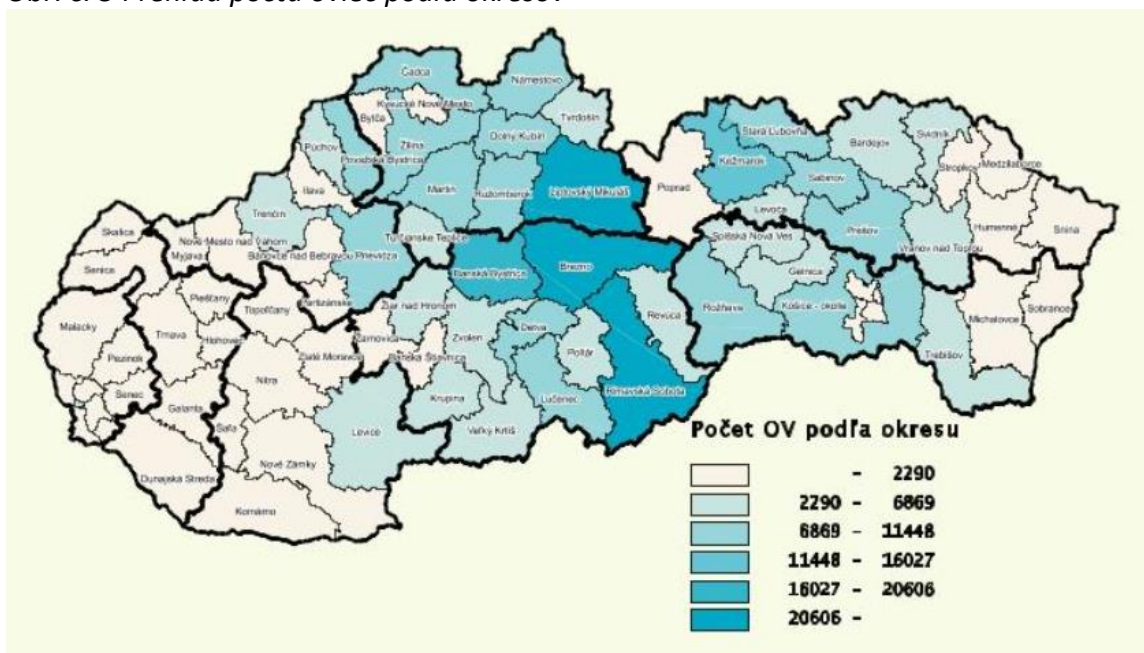 Čadca
Námestovo
Kysucké Nové Mesto
Bytča
Tvrdošín
Žilina
Dolný Kubín
Stará Ľubovňa
Bardejov
Svidník
Púchov
Považská Bystrica
Kežmarok
Medzilaborce
Stropkov
Ilava
Martin
Ružomberok
Liptovský Mikuláš
Poprad
Sabinov
Levoča
Trenčín
Prešov
Humenné
Snina
Skalica
Nové Mesto nad Váhom
Turčianske Teplice
Spišská Nová Ves
Vranov nad Topľou
Myjava
Bánovce nad Bebravou
Prievidza
Senica
Banská Bystrica
Brezno
Gelnica
Partizánske
Piešťany
Topoľčany
Žiar nad Hronom
Rožňava
Košice - okolie
Sobrance
Michalovce
Malacky
Trnava
Hlohovec
Žarnovica
Zvolen
Detva
Revúca
Pezinok
Zlaté Moravce
Banská Štiavnica
Poltár
Trebišov
Nitra
Senec
Krupina
Lučenec
Rimavská Sobota
Galanta
Šaľa
Levice
Veľký Krtíš
Nové Zámky
Dunajská Streda
Komárno
Počet OV podľa okresu
- 2290
2290 - 6869
6869 - 11448
11448 - 16027
16027 - 20606
20606 -